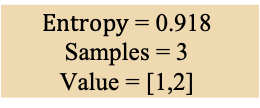 Entropy = 0.918
Samples = 3
Value = [1,2]